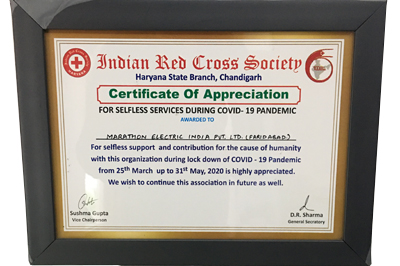 Indian Red Cross Society
Haryana State Branch, Chandigarh
Certificate Of Appreciation
FOR SELFLESS SERVICES DURING COVID- 19 PANDEMIC
AWARDED TO
MARATHON ELECTRIC INDIA PVT. LTD. (FARIDABAD)
For selfless support and contribution for the cause of humanity
with this organization during lock down of COVID - 19 Pandemic
from 25th March up to 31st May, 2020 is highly appreciated.
We wish to continue this association in future as well.
Sushma Gupta
Vice Chairperson
D.R. Sharma
General Secretary